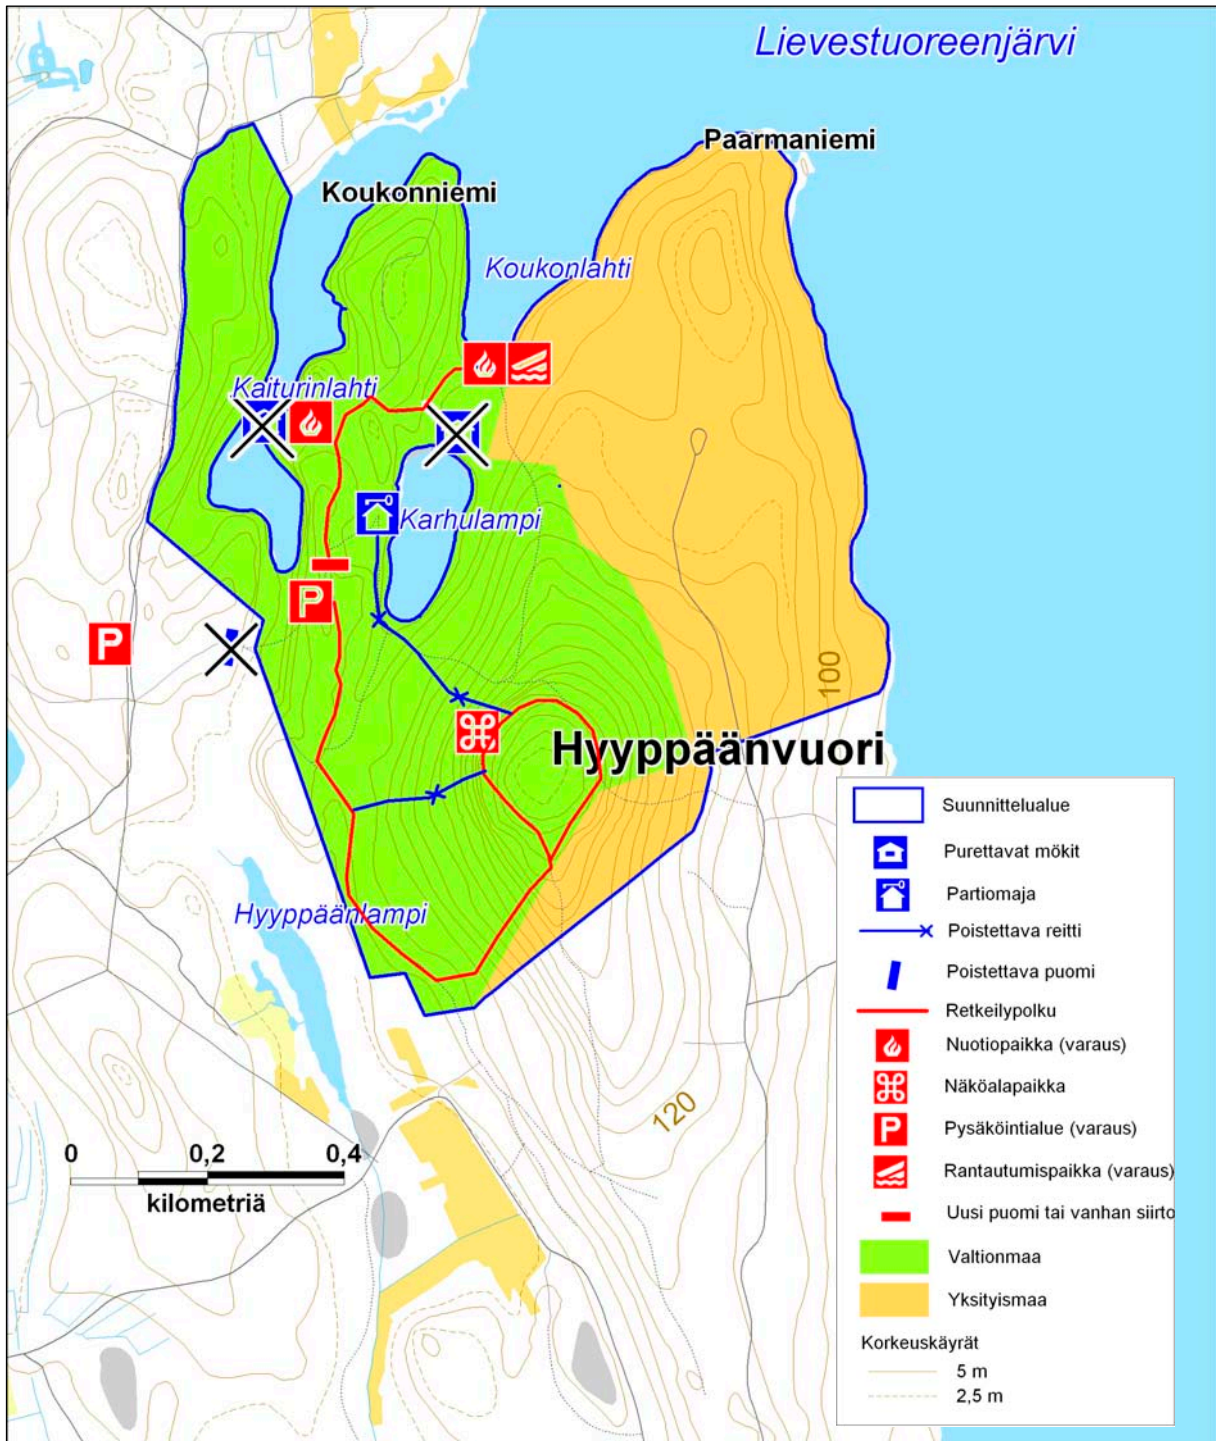 Lievestuoreenjärvi
Paarmaniemi
Koukonniemi
Koukonlahti
Kaiturinlahti
Karhulampi
P
P
100
Hyyppäänvuori
Hyyppäänlampi
120
0 0,2 0,4
kilometriä
Suunnittelualue
Purettavat mökit
Partiomaja
Poistettava reitti
Poistettava puomi
Retkeilypolku
Nuotiopaikka (varaus)
Näköalapaikka
P Pysäköintialue (varaus)
Rantautumispaikka (varaus)
Uusi puomi tai vanhan siirto
Valtionmaa
Yksityismaa
Korkeuskäyrät
5 m
2,5 m